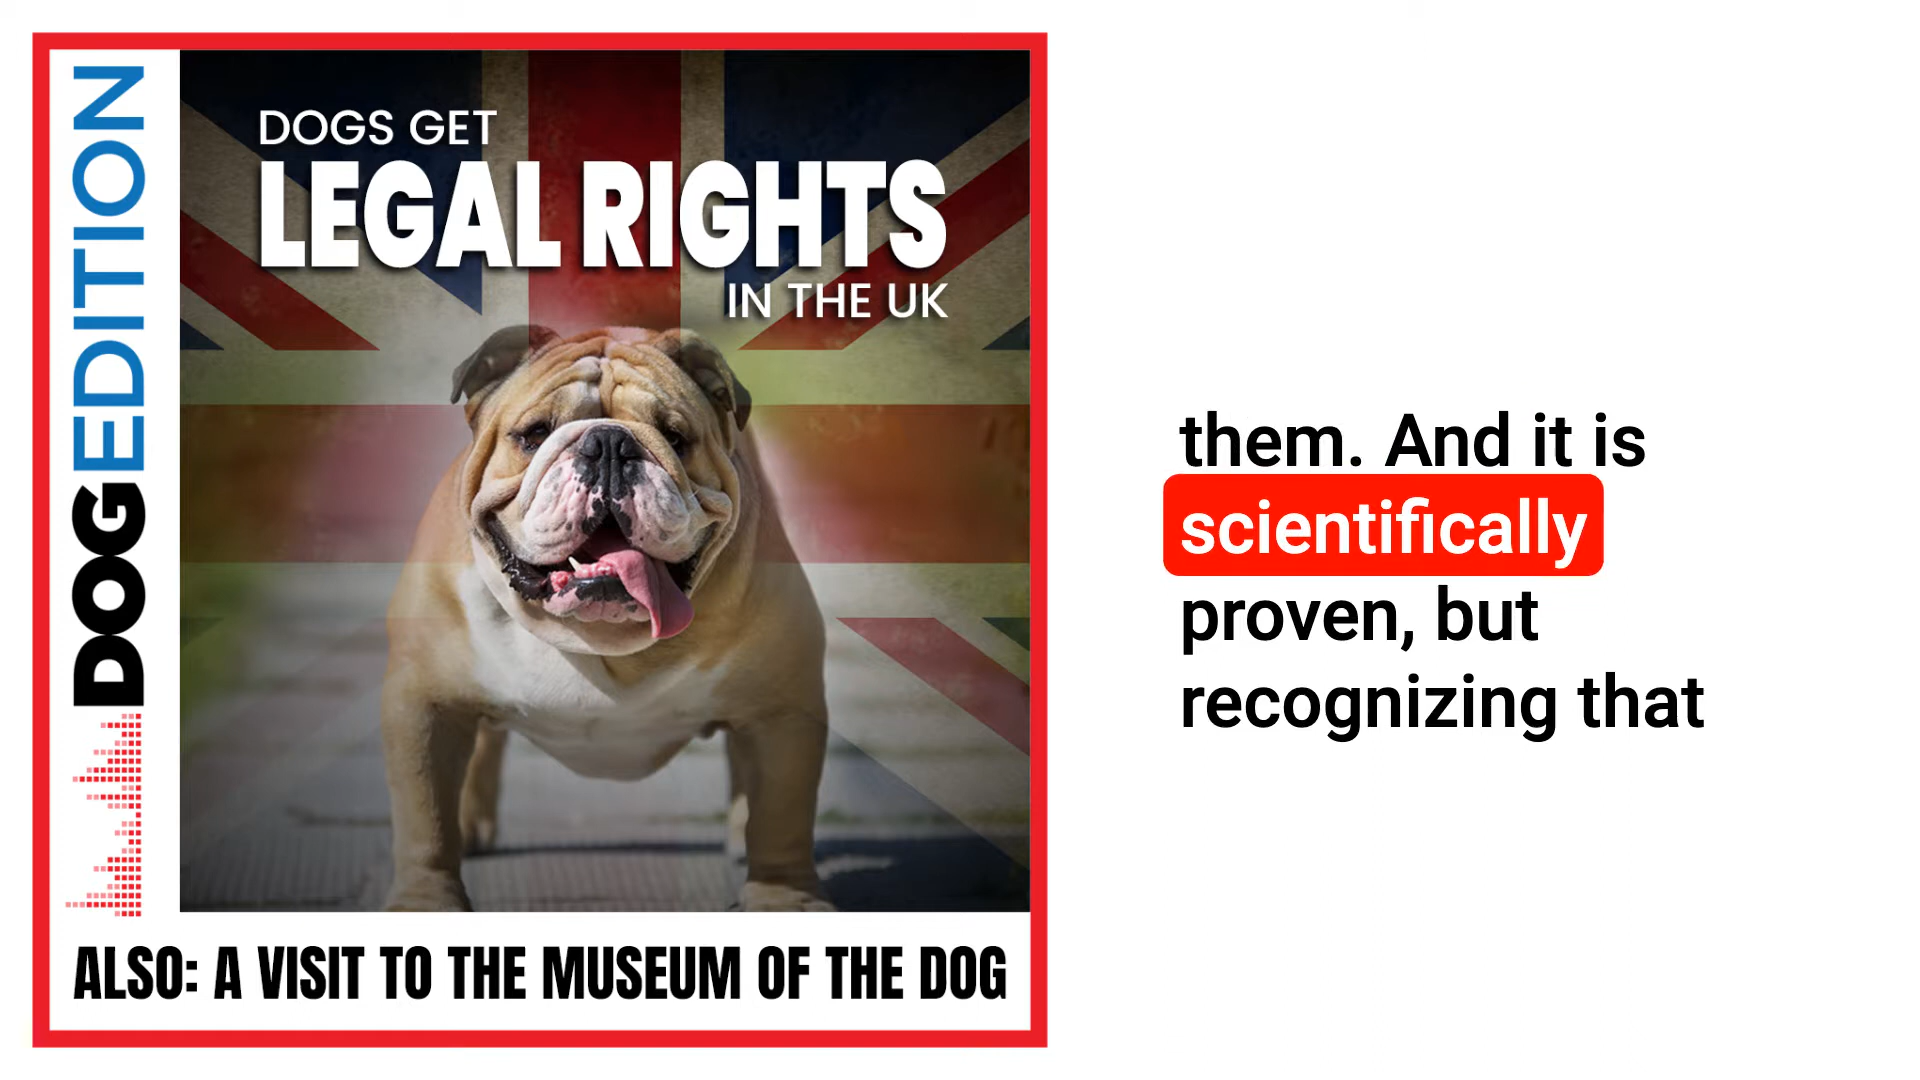 DOGEDITION
DOGS GET
LEGAL RIGHTS
IN THE UK
ALSO: A VISIT TO THE MUSEUM OF THE DOG
them. And it is
scientifically
proven, but
recognizing that